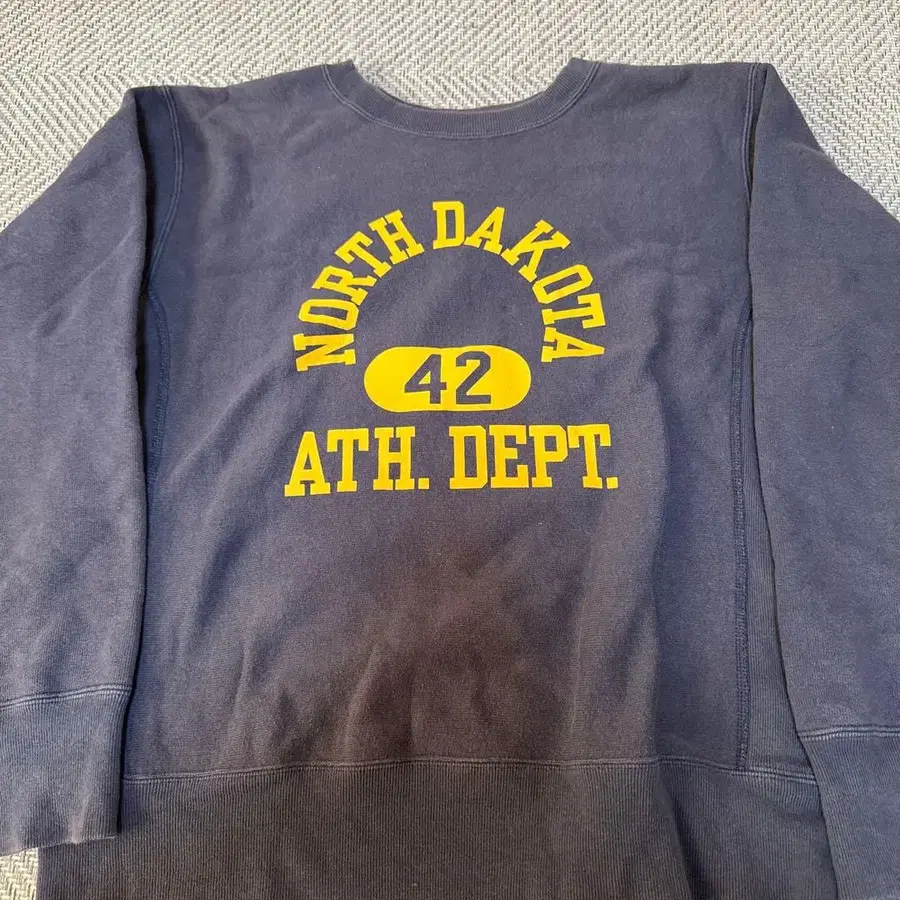 NORTH DAKOTA
42
ATH. DEPT.